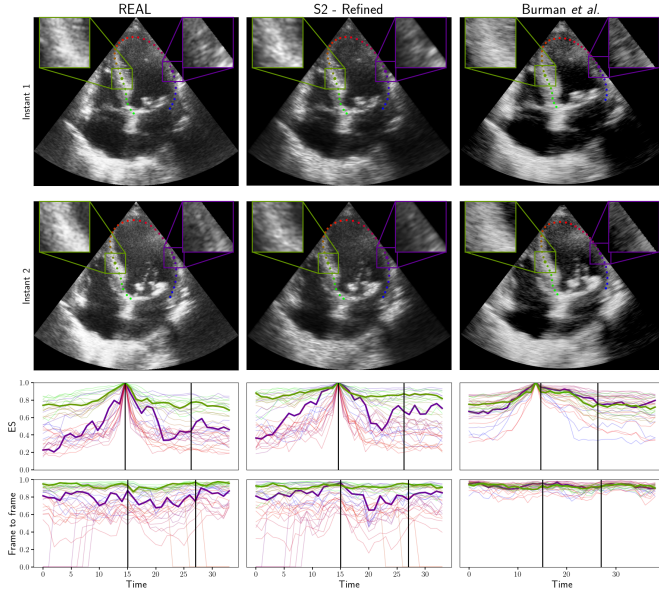 REAL S2 - Refined Burman et al.
Instant 1
Instant 2
ES
1.0
0.8
0.6
0.4
0.2
0.0
Frame to frame
1.0
0.8
0.6
0.4
0.2
0.0
0 5 10 15 20 25 30 0 5 10 15 20 25 30 0 10 20 30
Time Time Time